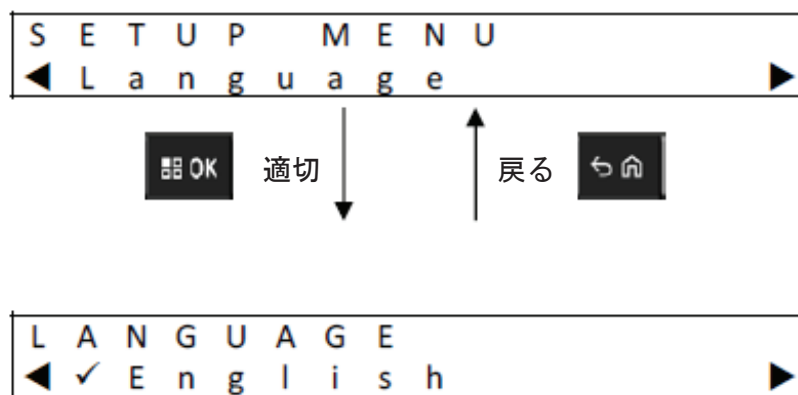 SETUP MENU
◀ Language ▶
OK 適切 戻る
LANGUAGE
◀ ✓ English ▶